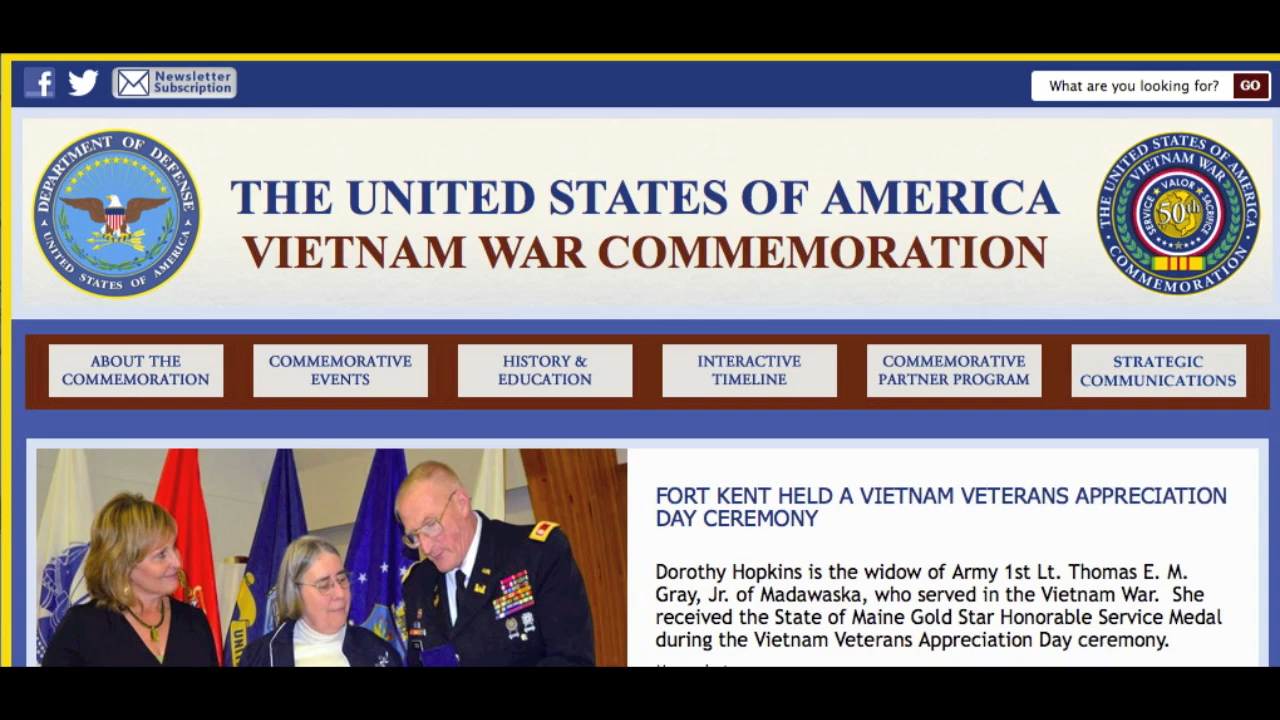 f
Newsletter
Subscription
What are you looking for?
GO
DEPARTMENT OF DEFENSE
UNITED STATES OF AMERICA
THE UNITED STATES OF AMERICA
VIETNAM WAR COMMEMORATION
THE UNITED STATES OF AMERICA
VIETNAM WAR
VALOR
SERVICE
SACRIFICE
50th
COMMEMORATION
ABOUT THE
COMMEMORATION
COMMEMORATIVE
EVENTS
HISTORY &
EDUCATION
INTERACTIVE
TIMELINE
COMMEMORATIVE
PARTNER PROGRAM
STRATEGIC
COMMUNICATIONS
FORT KENT HELD A VIETNAM VETERANS APPRECIATION
DAY CEREMONY
Dorothy Hopkins is the widow of Army 1st Lt. Thomas E. M.
Gray, Jr. of Madawaska, who served in the Vietnam War. She
received the State of Maine Gold Star Honorable Service Medal
during the Vietnam Veterans Appreciation Day ceremony.